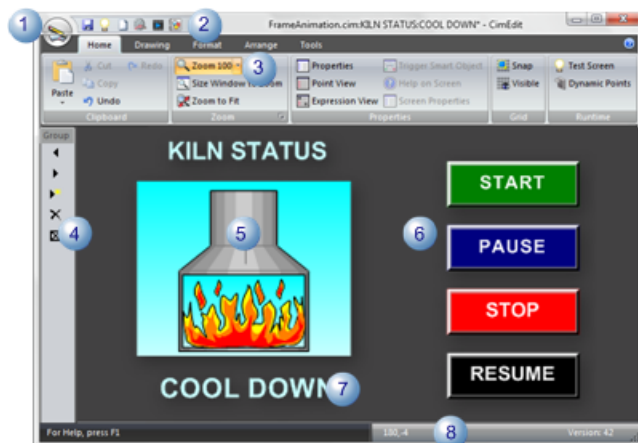 1
2
FrameAnimation.cim:KILN STATUS:COOL DOWN* - CimEdit
Home Drawing Format Arrange Tools
3
Paste
Cut Redo
Copy
Undo
Clipboard
Zoom 100
Size Window to Zoom
Zoom to Fit
Zoom
Properties Trigger Smart Object
Point View Help on Screen
Expression View Screen Properties
Properties
Snap
Visible
Grid
Test Screen
Dynamic Points
Runtime
Group
4
KILN STATUS
5
COOL DOWN
7
6
START
PAUSE
STOP
RESUME
For Help, press F1
180,-4
8
Version: 42